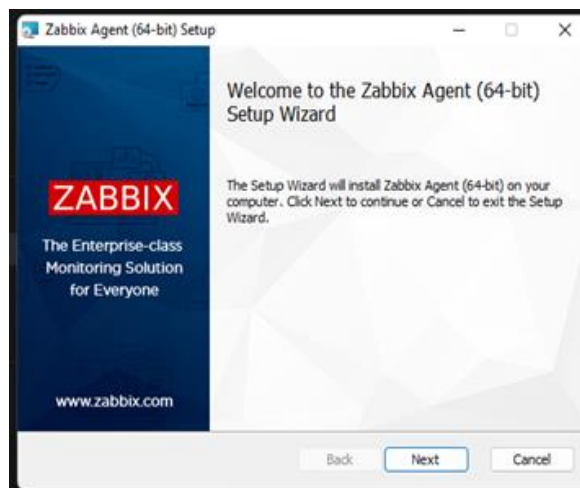 Zabbix Agent (64-bit) Setup
Welcome to the Zabbix Agent (64-bit)
Setup Wizard
The Setup Wizard will install Zabbix Agent (64-bit) on your
computer. Click Next to continue or Cancel to exit the Setup
Wizard.
ZABBIX
The Enterprise-class
Monitoring Solution
for Everyone
www.zabbix.com
Back Next Cancel